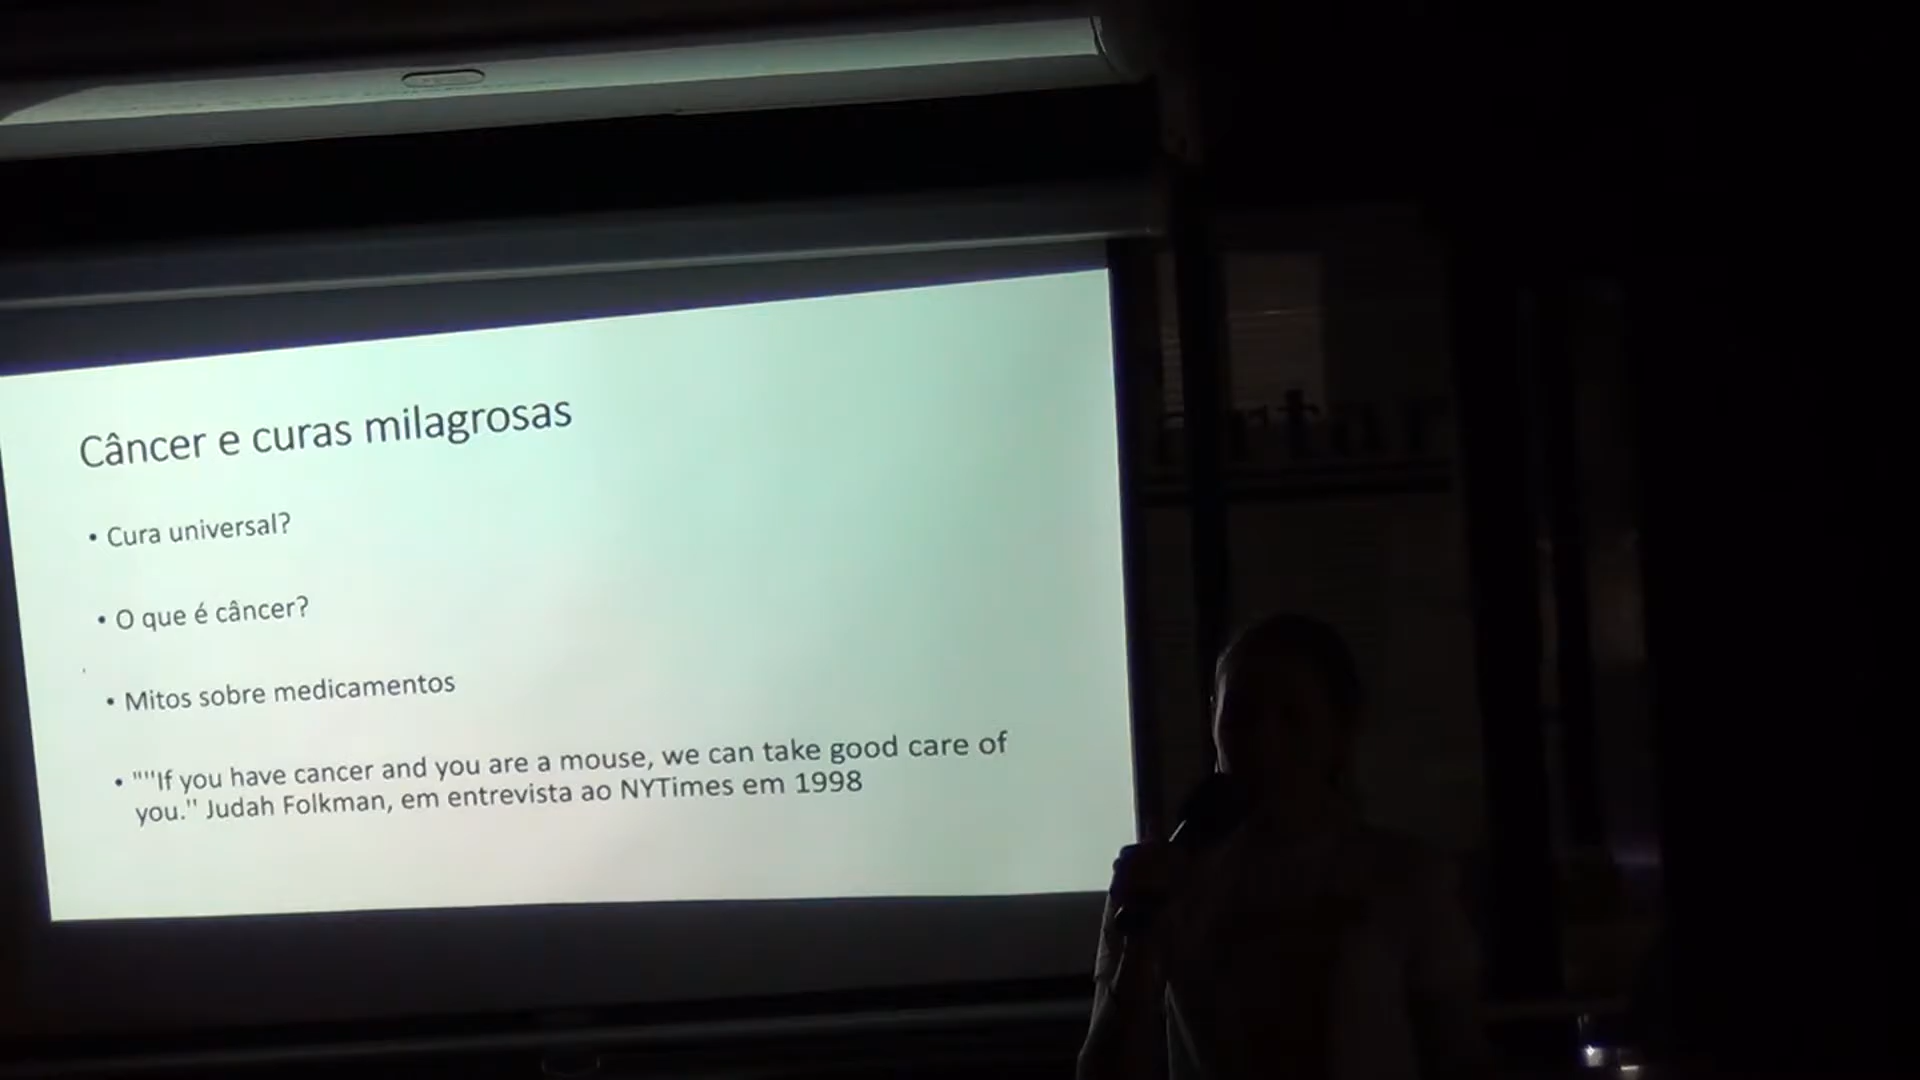 Câncer e curas milagrosas
• Cura universal?
• O que é câncer?
• Mitos sobre medicamentos
• """If you have cancer and you are a mouse, we can take good care of
you." Judah Folkman, em entrevista ao NYTimes em 1998